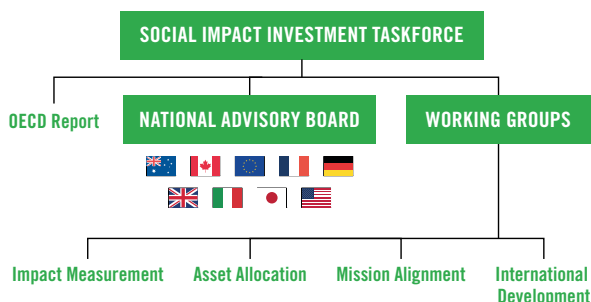 SOCIAL IMPACT INVESTMENT TASKFORCE
OECD Report
NATIONAL ADVISORY BOARD
WORKING GROUPS
Impact Measurement
Asset Allocation
Mission Alignment
International
Development